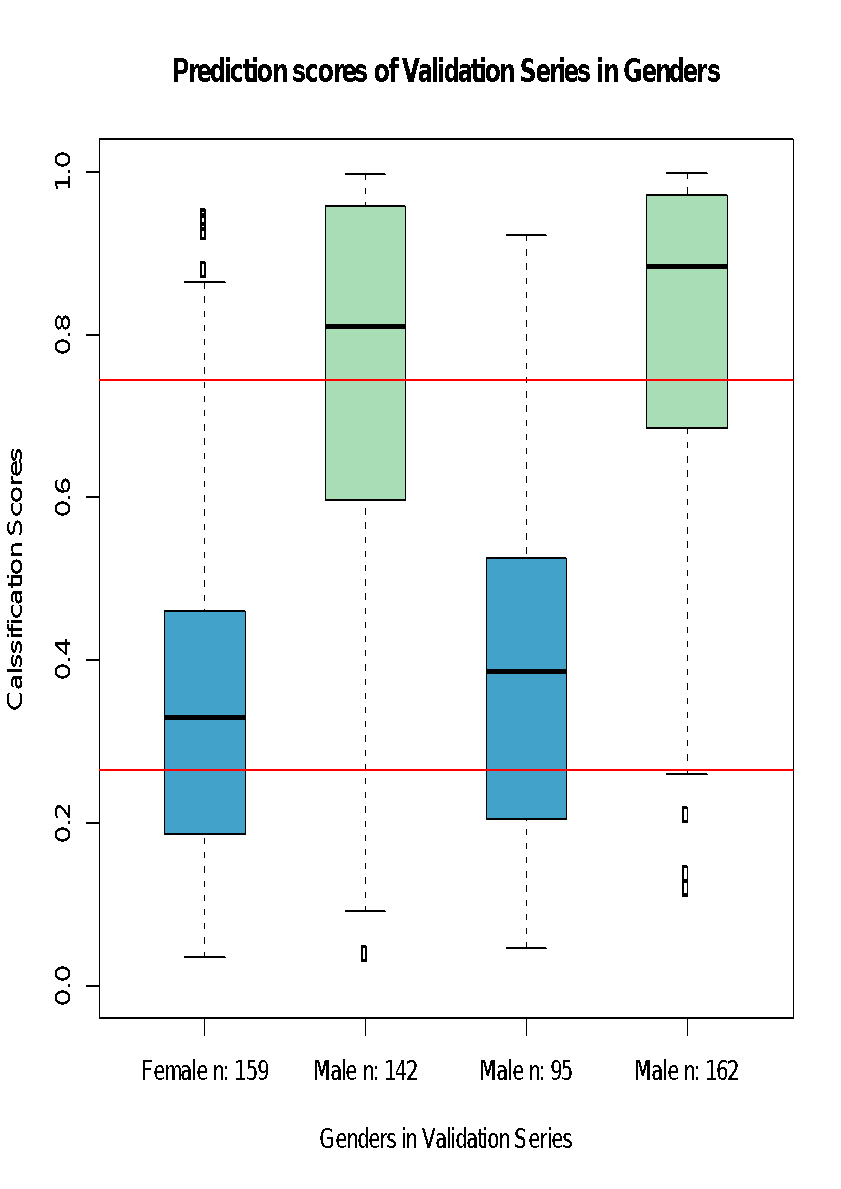 Prediction scores of Validation Series in Genders
Calssification Scores
1.0
0.8
0.6
0.4
0.2
0.0
Female n: 159
Male n: 142
Male n: 95
Male n: 162
Genders in Validation Series